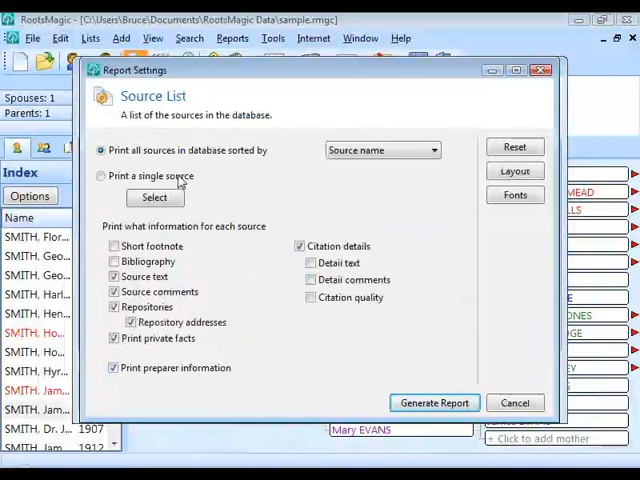 RootsMagic - [C:\Users\Bruce\Documents\RootsMagic Data\sample.rmgc]
File Edit Lists Add View Search Reports Tools Internet Window Help
Report Settings
Spouses: 1
Parents: 1
Source List
A list of the sources in the database.
Print all sources in database sorted by
Source name
Reset
Print a single source
Layout
Select
Fonts
Index
Options
Name
Print what information for each source
Short footnote
Bibliography
Source text
Source comments
Repositories
Repository addresses
Print private facts
Print preparer information
Citation details
Detail text
Detail comments
Citation quality
Generate Report
Cancel
SMITH, Flor...
SMITH, Geo...
SMITH, Geo...
SMITH, Harl...
SMITH, Hen...
SMITH, Ho...
SMITH, Ho...
SMITH, Hyr...
SMITH, Jam...
SMITH, Jam...
SMITH, Dr. J... 1907
SMITH, Jam... 1912
MEAD
LLS
ONES
DGE
Mary EVANS
+ Click to add mother